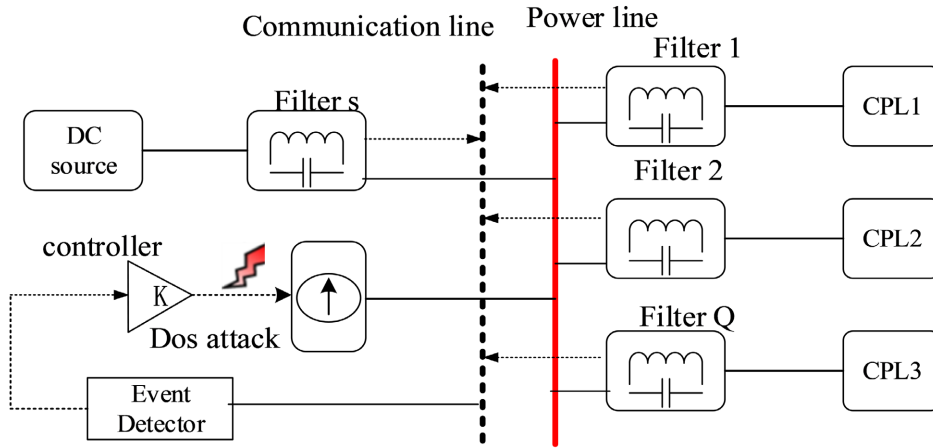 Communication line
Power line
Filter 1
Filter s
DC
source
CPL1
Filter 2
controller
K
CPL2
Dos attack
Filter Q
Event
Detector
CPL3